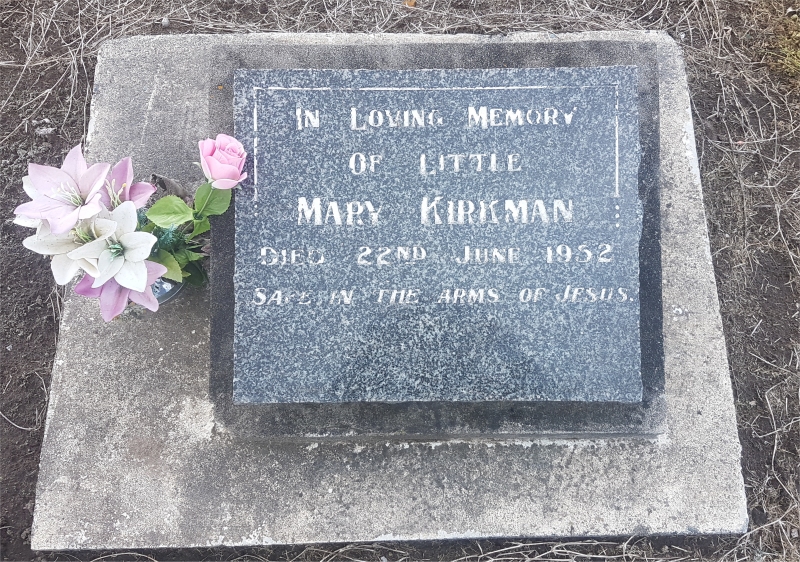 IN LOVING MEMORY
OF LITTLE
MARY KIRKMAN
DIED 22ND JUNE 1952
SAFE IN THE ARMS OF JESUS.